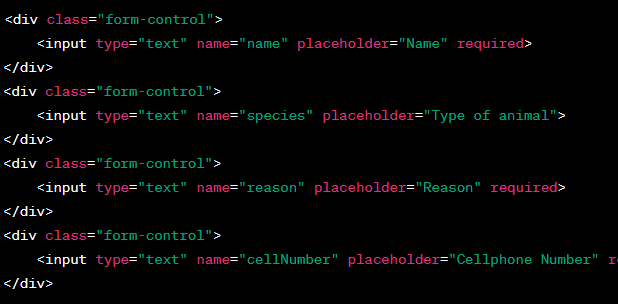 <div class="form-control">
    <input type="text" name="name" placeholder="Name" required>
</div>
<div class="form-control">
    <input type="text" name="species" placeholder="Type of animal">
</div>
<div class="form-control">
    <input type="text" name="reason" placeholder="Reason" required>
</div>
<div class="form-control">
    <input type="text" name="cellNumber" placeholder="Cellphone Number"
</div>